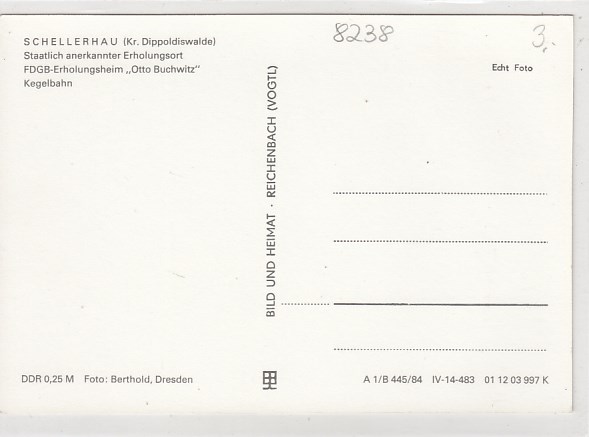 8238
3.-
SCHELLERHAU (Kr. Dippoldiswalde)
Staatlich anerkannter Erholungsort
FDGB-Erholungsheim „Otto Buchwitz"
Kegelbahn
Echt Foto
BILD UND HEIMAT · REICHENBACH (VOGTL)
DDR 0,25 M Foto: Berthold, Dresden
A 1/B 445/84 IV-14-483 01 12 03 997 K